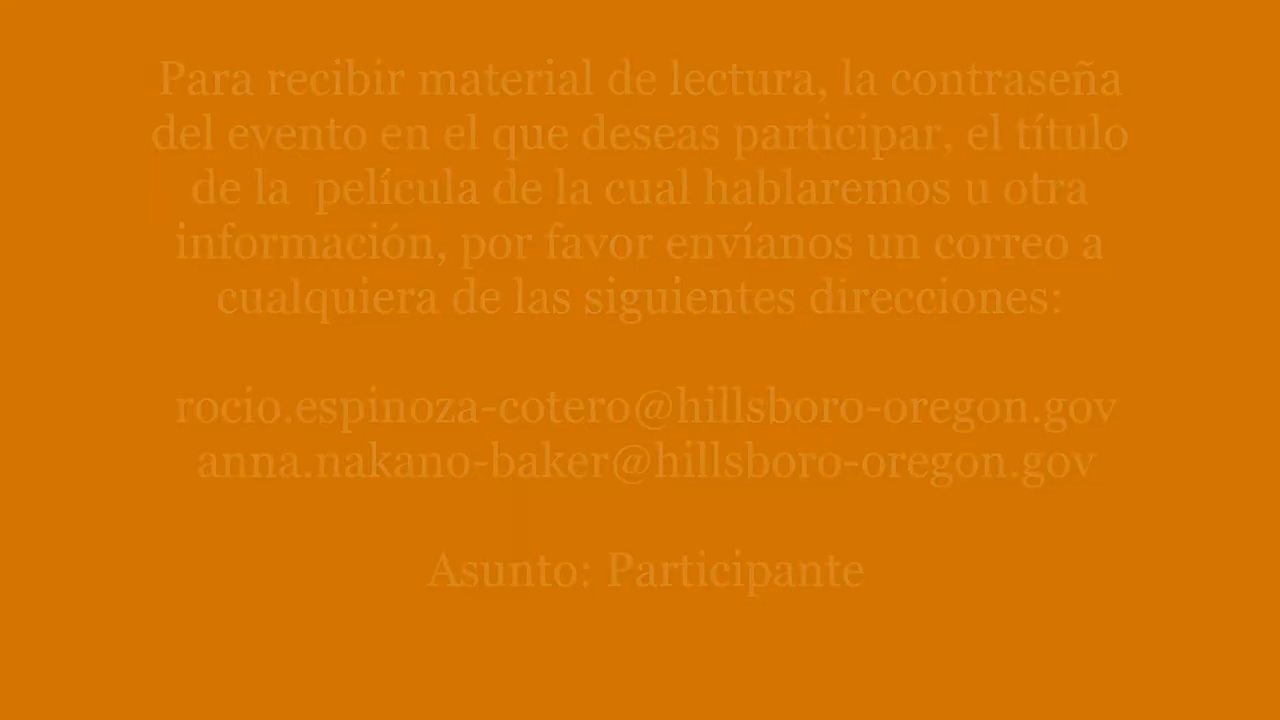 Para recibir material de lectura, la contraseña
del evento en el que deseas participar, el título
de la  película de la cual hablaremos u otra
información, por favor envíanos un correo a
cualquiera de las siguientes direcciones:
rocio.espinoza-cotero@hillsboro-oregon.gov
anna.nakano-baker@hillsboro-oregon.gov
Asunto: Participante